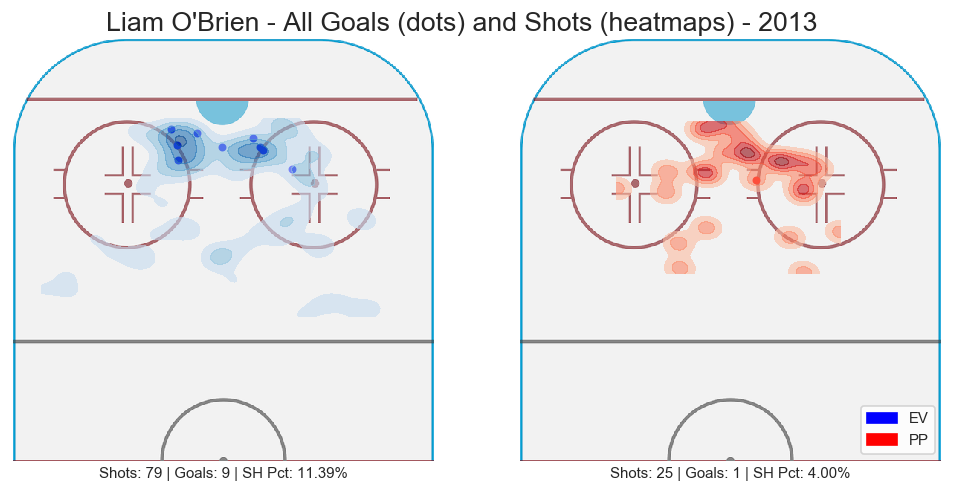 Liam O'Brien - All Goals (dots) and Shots (heatmaps) - 2013
EV
PP
Shots: 79 | Goals: 9 | SH Pct: 11.39%
Shots: 25 | Goals: 1 | SH Pct: 4.00%